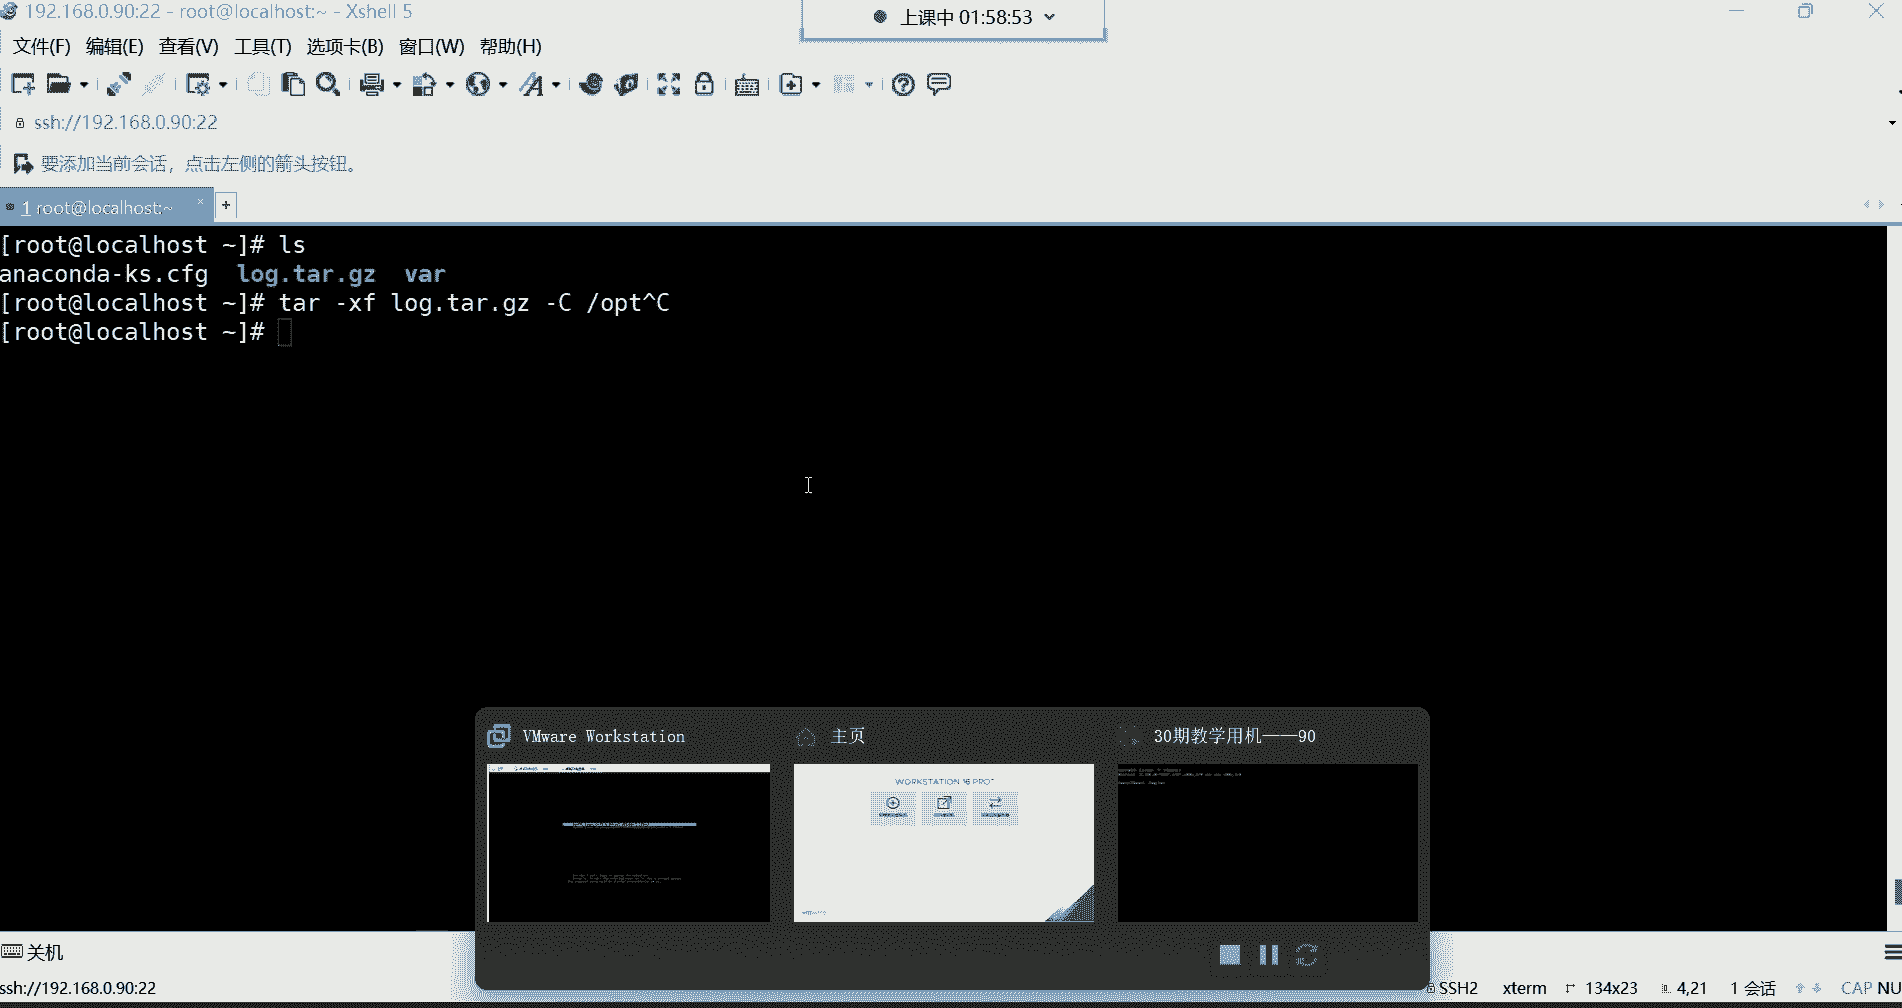 192.168.0.90:22 - root@localhost:~ - Xshell 5
上课中 01:58:53
文件(F) 编辑(E) 查看(V) 工具(T) 选项卡(B) 窗口(W) 帮助(H)
ssh://192.168.0.90:22
要添加当前会话，点击左侧的箭头按钮。
1 root@localhost:~ × +
[root@localhost ~]# ls
anaconda-ks.cfg log.tar.gz var
[root@localhost ~]# tar -xf log.tar.gz -C /opt^C
[root@localhost ~]#
VMware Workstation 主页 30期教学用机——90
WORKSTATION 16 PRO™
关机
ssh://192.168.0.90:22 SSH2 xterm 134x23 4,21 1 会话 CAP NU